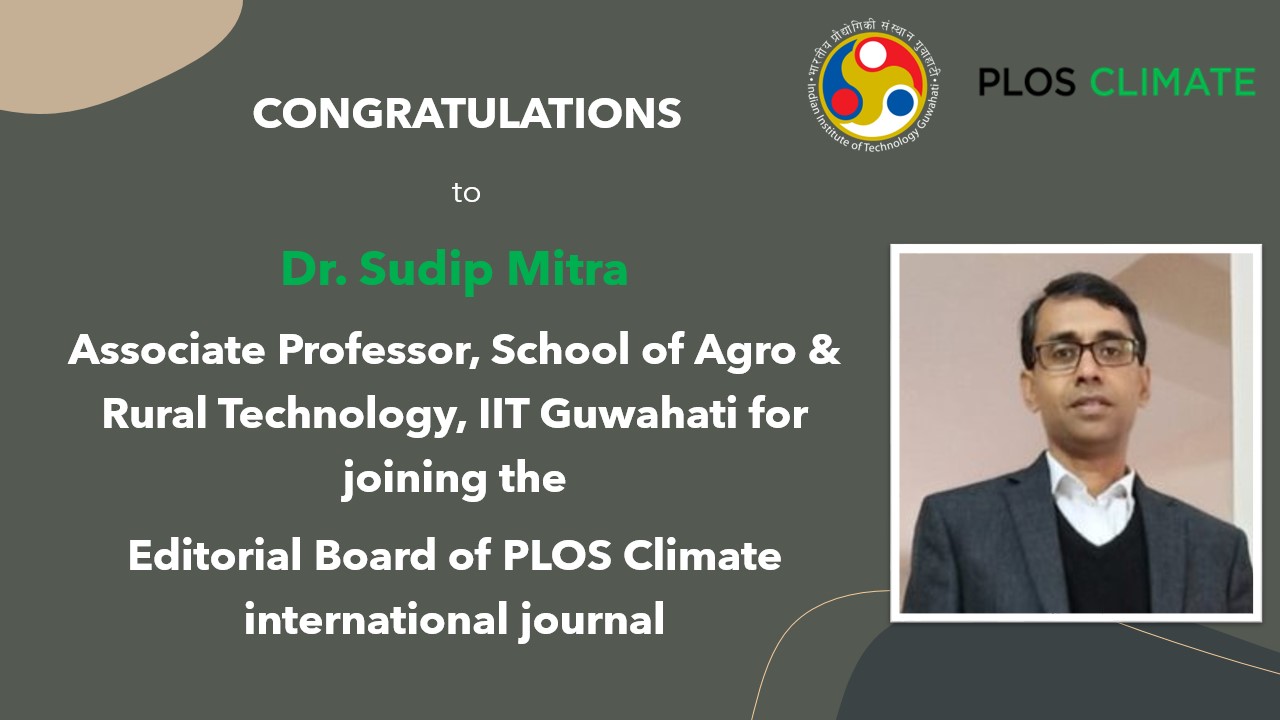 भारतीय प्रौद्योगिकी संस्थान गुवाहाटी
Indian Institute of Technology Guwahati
PLOS CLIMATE
CONGRATULATIONS
to
Dr. Sudip Mitra
Associate Professor, School of Agro &
Rural Technology, IIT Guwahati for
joining the
Editorial Board of PLOS Climate
international journal